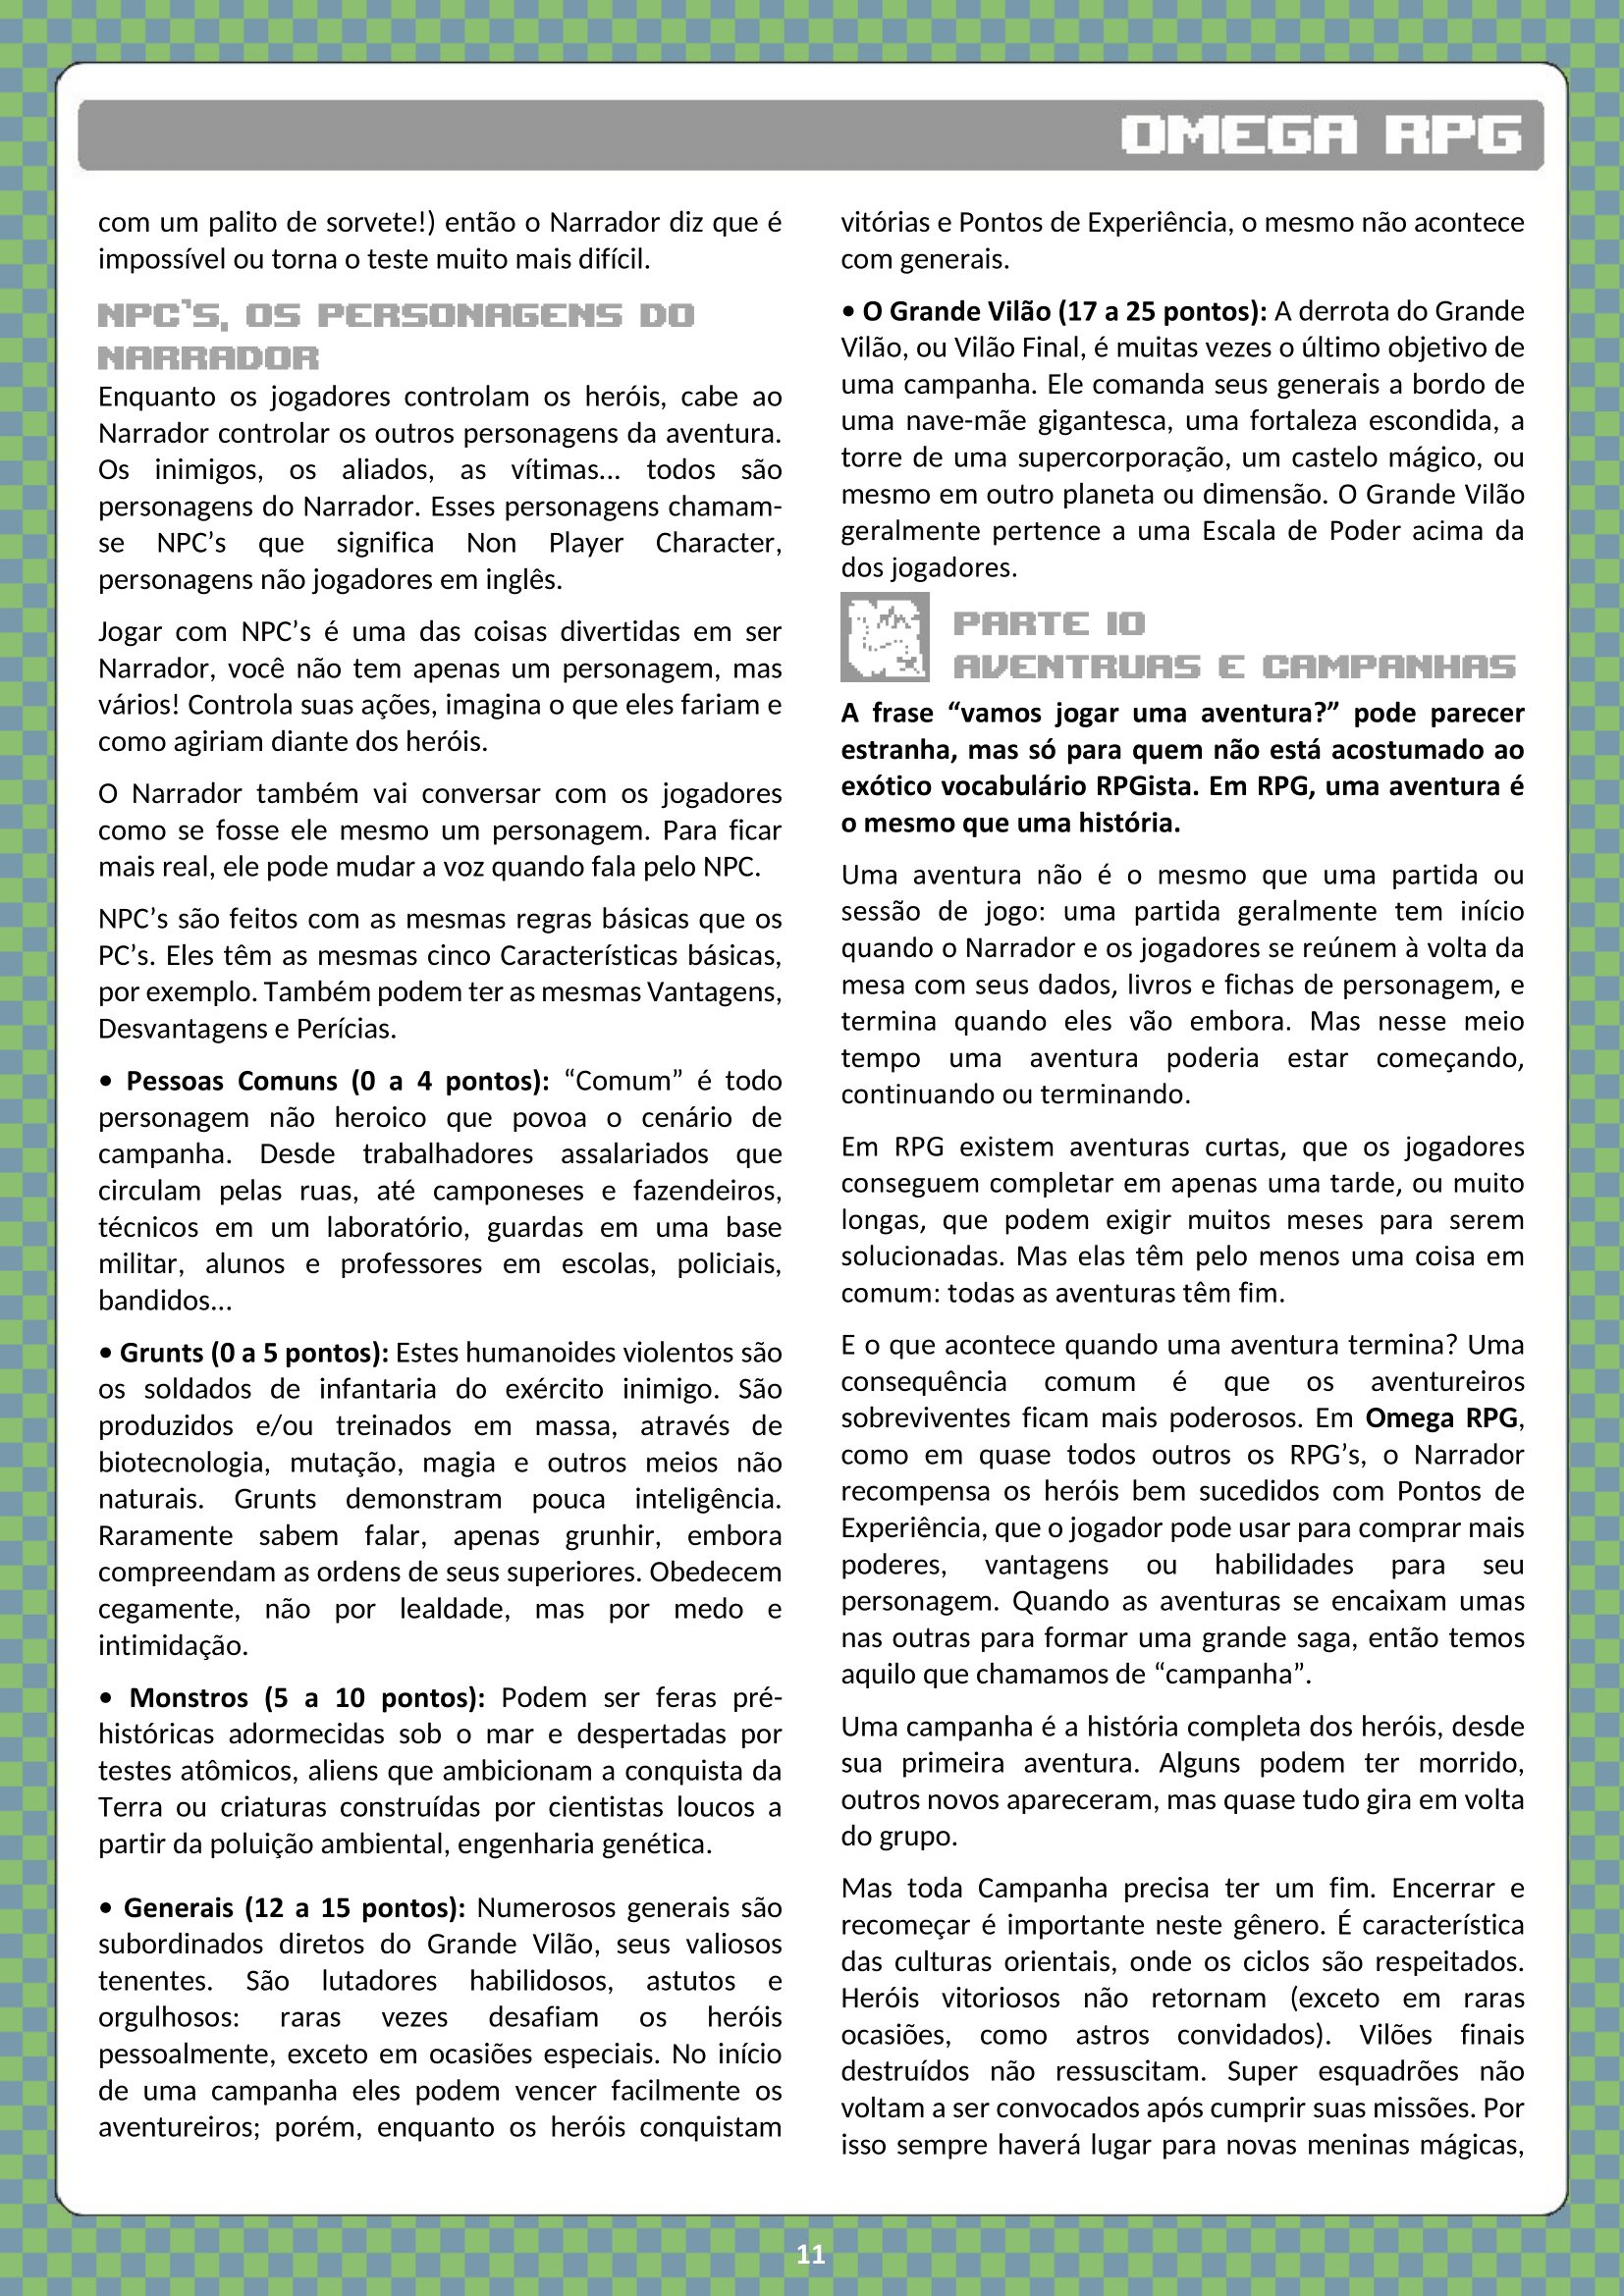 OMEGA RPG
com um palito de sorvete!) então o Narrador diz que é
impossível ou torna o teste muito mais difícil.
NPC'S, OS PERSONAGENS DO
NARRADOR
Enquanto os jogadores controlam os heróis, cabe ao
Narrador controlar os outros personagens da aventura.
Os inimigos, os aliados, as vítimas... todos são
personagens do Narrador. Esses personagens chamam-
se NPC’s que significa Non Player Character,
personagens não jogadores em inglês.
Jogar com NPC’s é uma das coisas divertidas em ser
Narrador, você não tem apenas um personagem, mas
vários! Controla suas ações, imagina o que eles fariam e
como agiriam diante dos heróis.
O Narrador também vai conversar com os jogadores
como se fosse ele mesmo um personagem. Para ficar
mais real, ele pode mudar a voz quando fala pelo NPC.
NPC’s são feitos com as mesmas regras básicas que os
PC’s. Eles têm as mesmas cinco Características básicas,
por exemplo. Também podem ter as mesmas Vantagens,
Desvantagens e Perícias.
• Pessoas Comuns (0 a 4 pontos): “Comum” é todo
personagem não heroico que povoa o cenário de
campanha. Desde trabalhadores assalariados que
circulam pelas ruas, até camponeses e fazendeiros,
técnicos em um laboratório, guardas em uma base
militar, alunos e professores em escolas, policiais,
bandidos...
• Grunts (0 a 5 pontos): Estes humanoides violentos são
os soldados de infantaria do exército inimigo. São
produzidos e/ou treinados em massa, através de
biotecnologia, mutação, magia e outros meios não
naturais. Grunts demonstram pouca inteligência.
Raramente sabem falar, apenas grunhir, embora
compreendam as ordens de seus superiores. Obedecem
cegamente, não por lealdade, mas por medo e
intimidação.
• Monstros (5 a 10 pontos): Podem ser feras pré-
históricas adormecidas sob o mar e despertadas por
testes atômicos, aliens que ambicionam a conquista da
Terra ou criaturas construídas por cientistas loucos a
partir da poluição ambiental, engenharia genética.
• Generais (12 a 15 pontos): Numerosos generais são
subordinados diretos do Grande Vilão, seus valiosos
tenentes. São lutadores habilidosos, astutos e
orgulhosos: raras vezes desafiam os heróis
pessoalmente, exceto em ocasiões especiais. No início
de uma campanha eles podem vencer facilmente os
aventureiros; porém, enquanto os heróis conquistam
vitórias e Pontos de Experiência, o mesmo não acontece
com generais.
• O Grande Vilão (17 a 25 pontos): A derrota do Grande
Vilão, ou Vilão Final, é muitas vezes o último objetivo de
uma campanha. Ele comanda seus generais a bordo de
uma nave-mãe gigantesca, uma fortaleza escondida, a
torre de uma supercorporação, um castelo mágico, ou
mesmo em outro planeta ou dimensão. O Grande Vilão
geralmente pertence a uma Escala de Poder acima da
dos jogadores.
PARTE 10
AVENTRUAS E CAMPANHAS
A frase “vamos jogar uma aventura?” pode parecer
estranha, mas só para quem não está acostumado ao
exótico vocabulário RPGista. Em RPG, uma aventura é
o mesmo que uma história.
Uma aventura não é o mesmo que uma partida ou
sessão de jogo: uma partida geralmente tem início
quando o Narrador e os jogadores se reúnem à volta da
mesa com seus dados, livros e fichas de personagem, e
termina quando eles vão embora. Mas nesse meio
tempo uma aventura poderia estar começando,
continuando ou terminando.
Em RPG existem aventuras curtas, que os jogadores
conseguem completar em apenas uma tarde, ou muito
longas, que podem exigir muitos meses para serem
solucionadas. Mas elas têm pelo menos uma coisa em
comum: todas as aventuras têm fim.
E o que acontece quando uma aventura termina? Uma
consequência comum é que os aventureiros
sobreviventes ficam mais poderosos. Em Omega RPG,
como em quase todos outros os RPG’s, o Narrador
recompensa os heróis bem sucedidos com Pontos de
Experiência, que o jogador pode usar para comprar mais
poderes, vantagens ou habilidades para seu
personagem. Quando as aventuras se encaixam umas
nas outras para formar uma grande saga, então temos
aquilo que chamamos de “campanha”.
Uma campanha é a história completa dos heróis, desde
sua primeira aventura. Alguns podem ter morrido,
outros novos apareceram, mas quase tudo gira em volta
do grupo.
Mas toda Campanha precisa ter um fim. Encerrar e
recomeçar é importante neste gênero. É característica
das culturas orientais, onde os ciclos são respeitados.
Heróis vitoriosos não retornam (exceto em raras
ocasiões, como astros convidados). Vilões finais
destruídos não ressuscitam. Super esquadrões não
voltam a ser convocados após cumprir suas missões. Por
isso sempre haverá lugar para novas meninas mágicas,
11